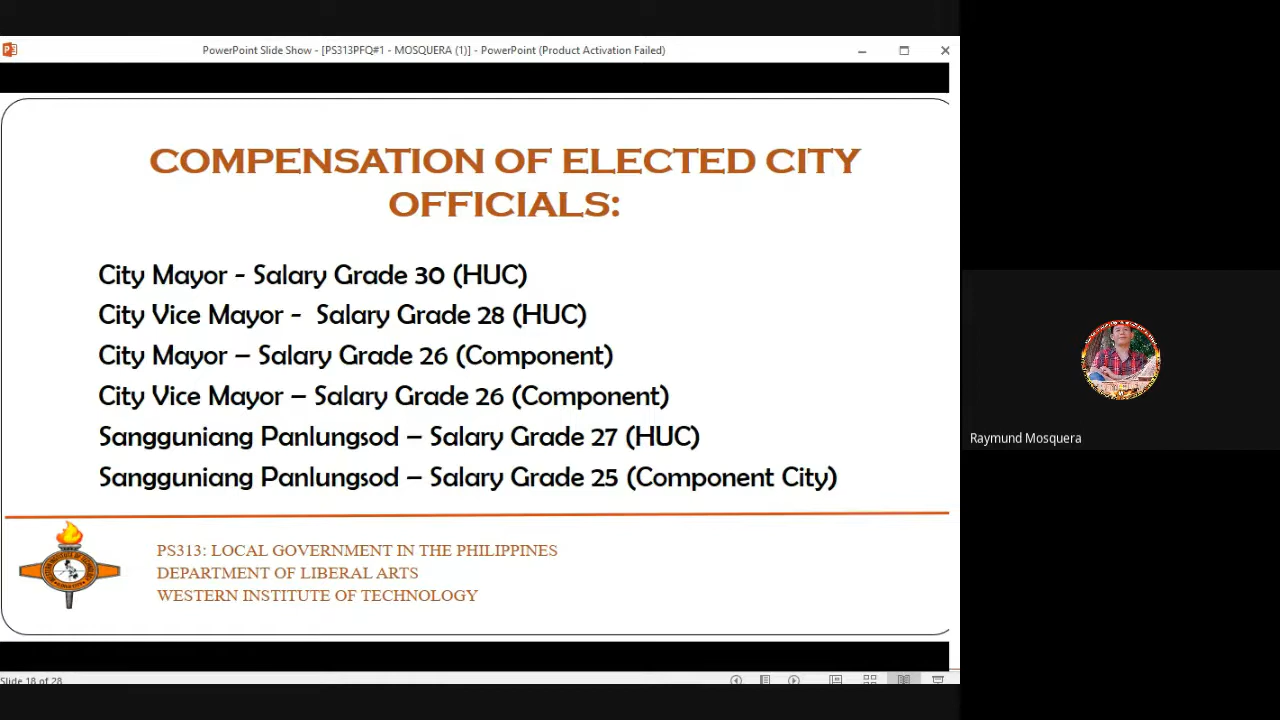 PowerPoint Slide Show - [PS313PFQ#1 - MOSQUERA (1)] - PowerPoint (Product Activation Failed)
COMPENSATION OF ELECTED CITY
OFFICIALS:
City Mayor - Salary Grade 30 (HUC)
City Vice Mayor - Salary Grade 28 (HUC)
City Mayor – Salary Grade 26 (Component)
City Vice Mayor – Salary Grade 26 (Component)
Sangguniang Panlungsod – Salary Grade 27 (HUC)
Sangguniang Panlungsod – Salary Grade 25 (Component City)
PS313: LOCAL GOVERNMENT IN THE PHILIPPINES
DEPARTMENT OF LIBERAL ARTS
WESTERN INSTITUTE OF TECHNOLOGY
Raymund Mosquera
Slide 18 of 28